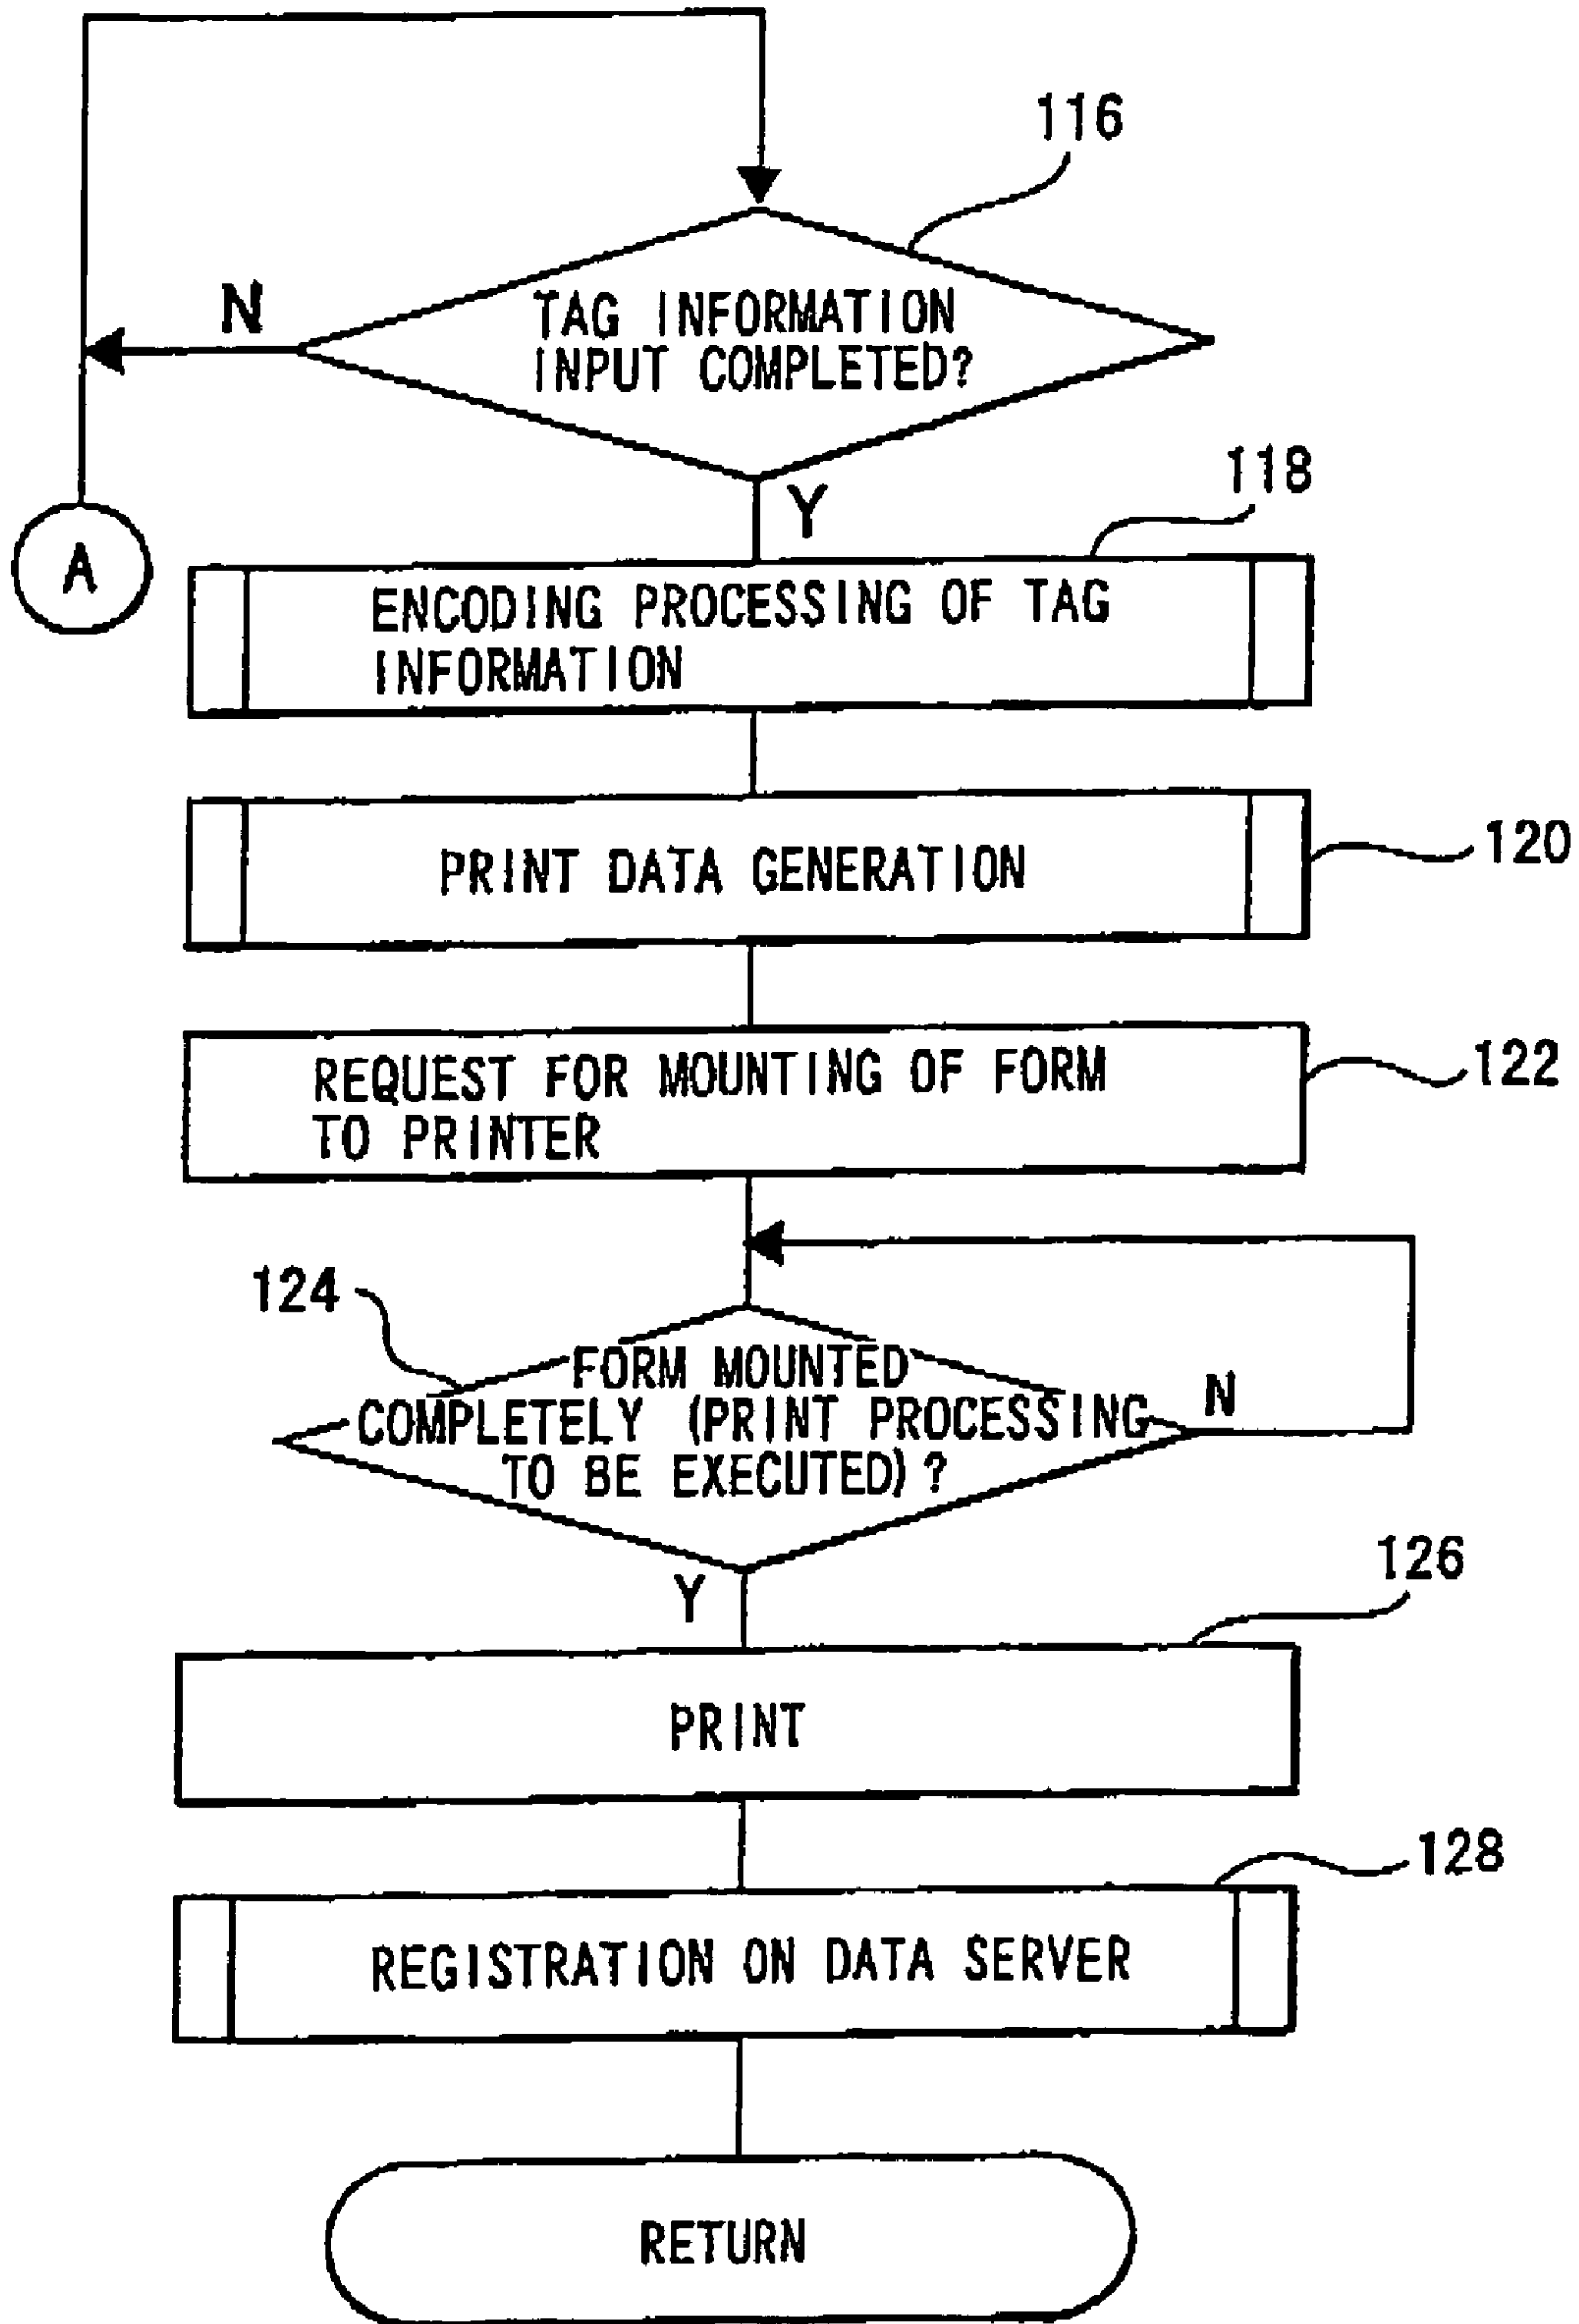 116
N
TAG INFORMATION
INPUT COMPLETED?
118
Y
A
ENCODING PROCESSING OF TAG
INFORMATION
120
PRINT DATA GENERATION
122
REQUEST FOR MOUNTING OF FORM
TO PRINTER
124
FORM MOUNTED
COMPLETELY (PRINT PROCESSING
TO BE EXECUTED)?
N
126
Y
PRINT
128
REGISTRATION ON DATA SERVER
RETURN